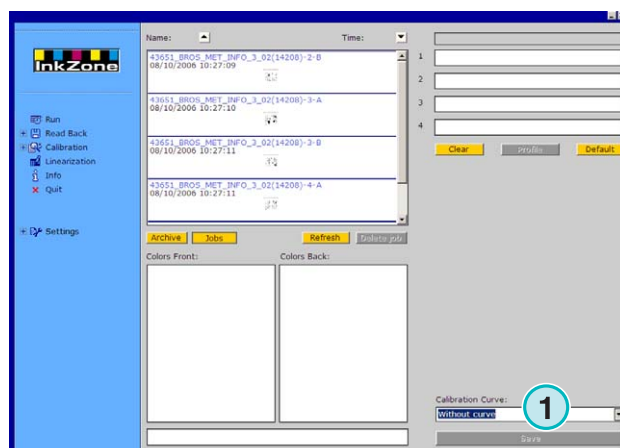 Name:
Time:
InkZone
Run
Read Back
Calibration
Linearization
Info
Quit
Settings
43651_BROS_MET_INFO_3_02(14208)-2-B
08/10/2006 10:27:09
43651_BROS_MET_INFO_3_02(14208)-3-A
08/10/2006 10:27:10
43651_BROS_MET_INFO_3_02(14208)-3-B
08/10/2006 10:27:11
43651_BROS_MET_INFO_3_02(14208)-4-A
08/10/2006 10:27:11
Archive Jobs Refresh Delete job
Colors Front: Colors Back:
1
2
3
4
Clear Profile Default
Calibration Curve:
1
Without curve
Save